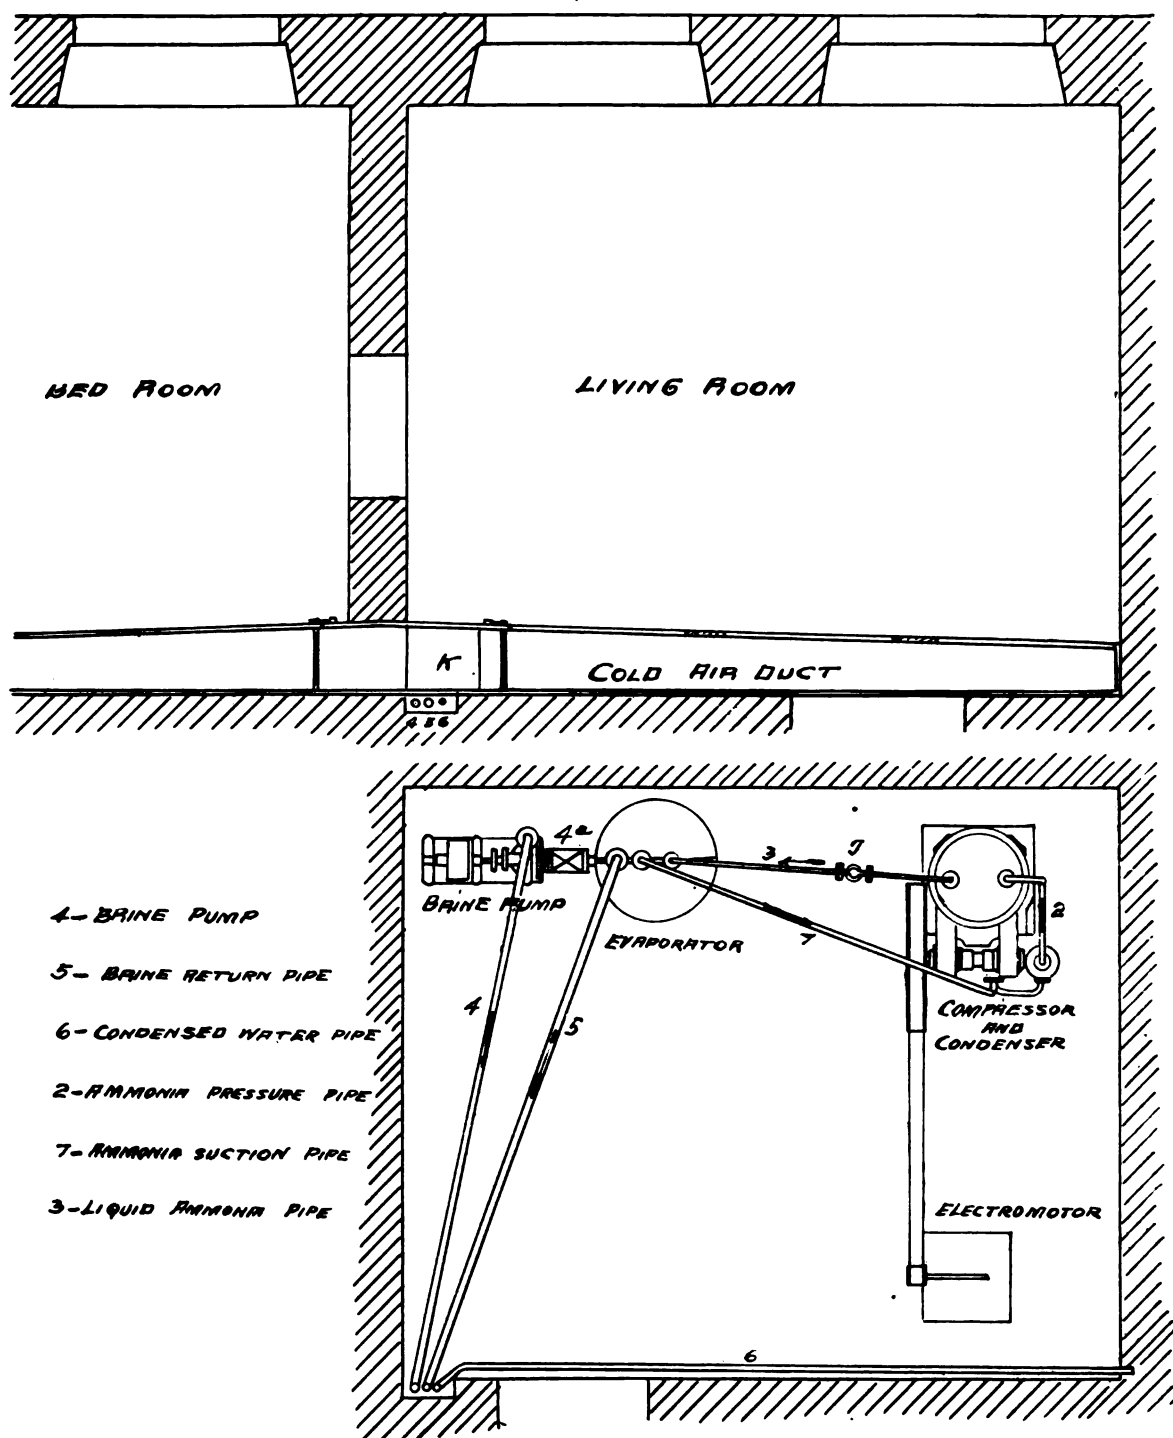 BED ROOM
LIVING ROOM
K
COLD AIR DUCT
4 5 6
4a
3
J
BRINE PUMP
EVAPORATOR
7
2
COMPRESSOR
AND
CONDENSER
4
5
4- BRINE PUMP
5- BRINE RETURN PIPE
6- CONDENSED WATER PIPE
2- AMMONIA PRESSURE PIPE
7- AMMONIA SUCTION PIPE
3- LIQUID AMMONIA PIPE
ELECTROMOTOR
6